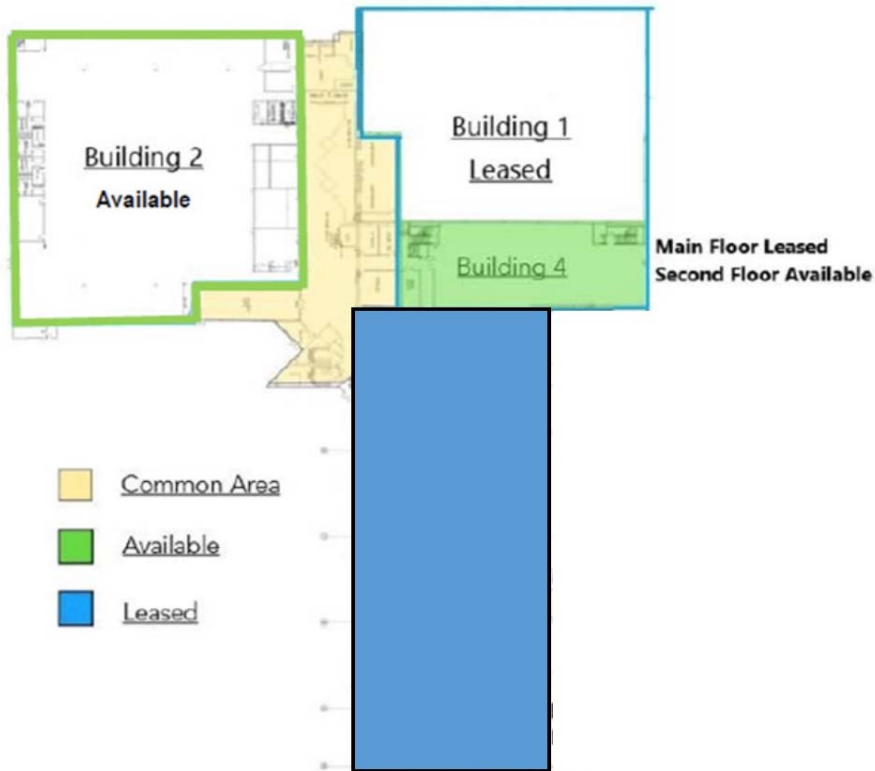 Building 2
Available
Building 1
Leased
Building 4
Main Floor Leased
Second Floor Available
Common Area
Available
Leased